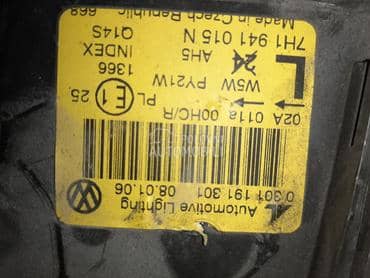 Automotive Lighting
0 301 191 301 08.01.06
02A 011a 00HC/R
E1 25. PL
W5W PY21W 1366
L 24 AH5 INDEX
7H1 941 015 N Q14S
Made in Czech Republic 668